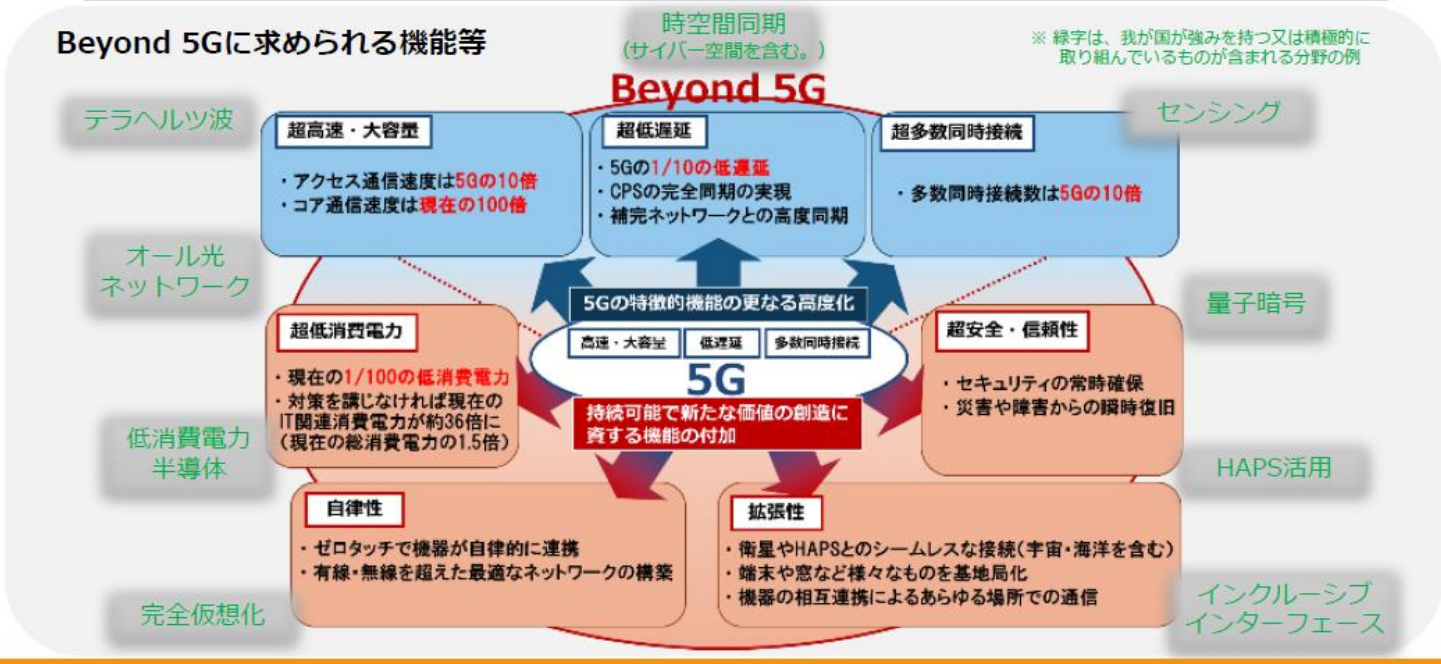 Beyond 5Gに求められる機能等
時空間同期
(サイバー空間を含む。)
※ 緑字は、我が国が強みを持つ又は積極的に
取り組んでいるものが含まれる分野の例
Beyond 5G
テラヘルツ波
センシング
超高速・大容量
・アクセス通信速度は5Gの10倍
・コア通信速度は現在の100倍
超低遅延
・5Gの1/10の低遅延
・CPSの完全同期の実現
・補完ネットワークとの高度同期
超多数同時接続
・多数同時接続数は5Gの10倍
オール光
ネットワーク
量子暗号
5Gの特徴的機能の更なる高度化
高速・大容量
低遅延
多数同時接続
5G
持続可能で新たな価値の創造に
資する機能の付加
超低消費電力
・現在の1/100の低消費電力
・対策を講じなければ現在の
IT関連消費電力が約36倍に
(現在の総消費電力の1.5倍)
超安全・信頼性
・セキュリティの常時確保
・災害や障害からの瞬時復旧
低消費電力
半導体
HAPS活用
自律性
・ゼロタッチで機器が自律的に連携
・有線・無線を超えた最適なネットワークの構築
拡張性
・衛星やHAPSとのシームレスな接続(宇宙・海洋を含む)
・端末や窓など様々なものを基地局化
・機器の相互連携によるあらゆる場所での通信
完全仮想化
インクルーシブ
インターフェース